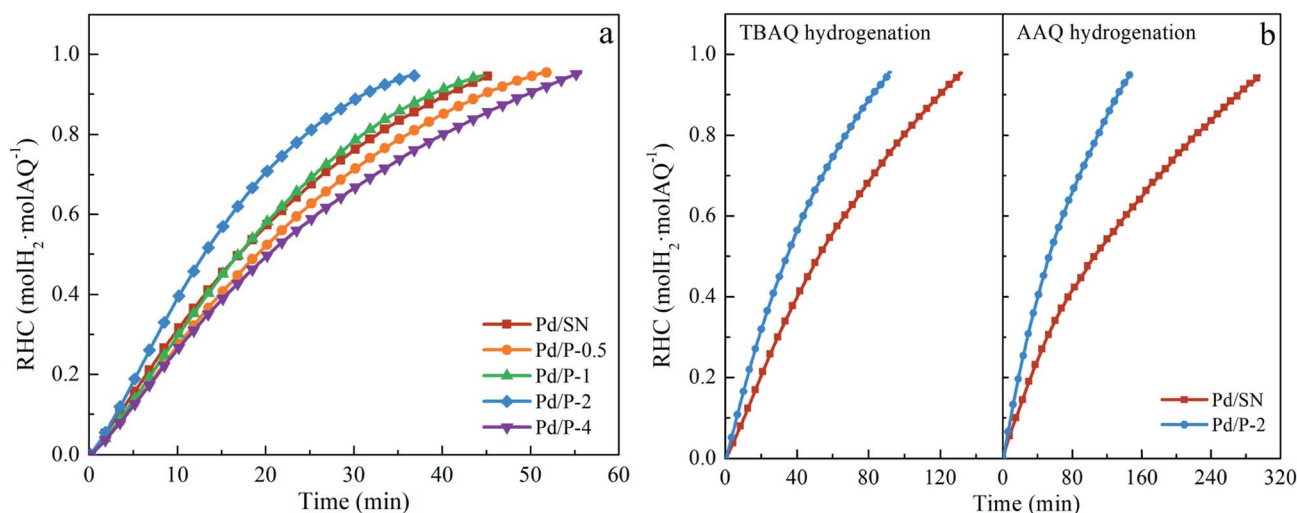 a
1.0
0.8
0.6
0.4
0.2
0.0
RHC (molH₂·molAQ⁻¹)
Pd/SN
Pd/P-0.5
Pd/P-1
Pd/P-2
Pd/P-4
0 10 20 30 40 50 60
Time (min)
TBAQ hydrogenation
AAQ hydrogenation
b
1.0
0.8
0.6
0.4
0.2
0.0
RHC (molH₂·molAQ⁻¹)
Pd/SN
Pd/P-2
0 40 80 120 0 80 160 240 320
Time (min)